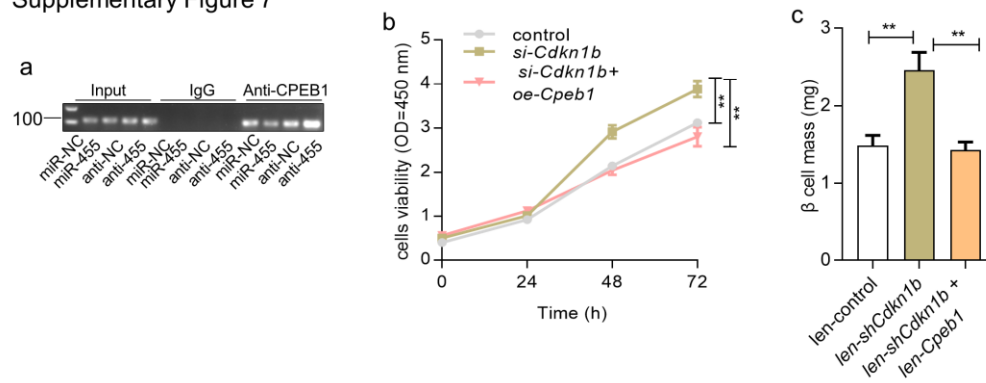 Supplementary Figure 7
a
Input IgG Anti-CPEB1
100
miR-NC
miR-455
anti-NC
anti-455
miR-NC
miR-455
anti-NC
anti-455
miR-NC
miR-455
anti-NC
anti-455
b
control
si-Cdkn1b
si-Cdkn1b+
oe-Cpeb1
cells viability (OD=450 nm)
5
4
3
2
1
0
0 24 48 72
Time (h)
**
**
c
β cell mass (mg)
3
2
1
0
** **
len-control
len-shCdkn1b
len-shCdkn1b +
len-Cpeb1